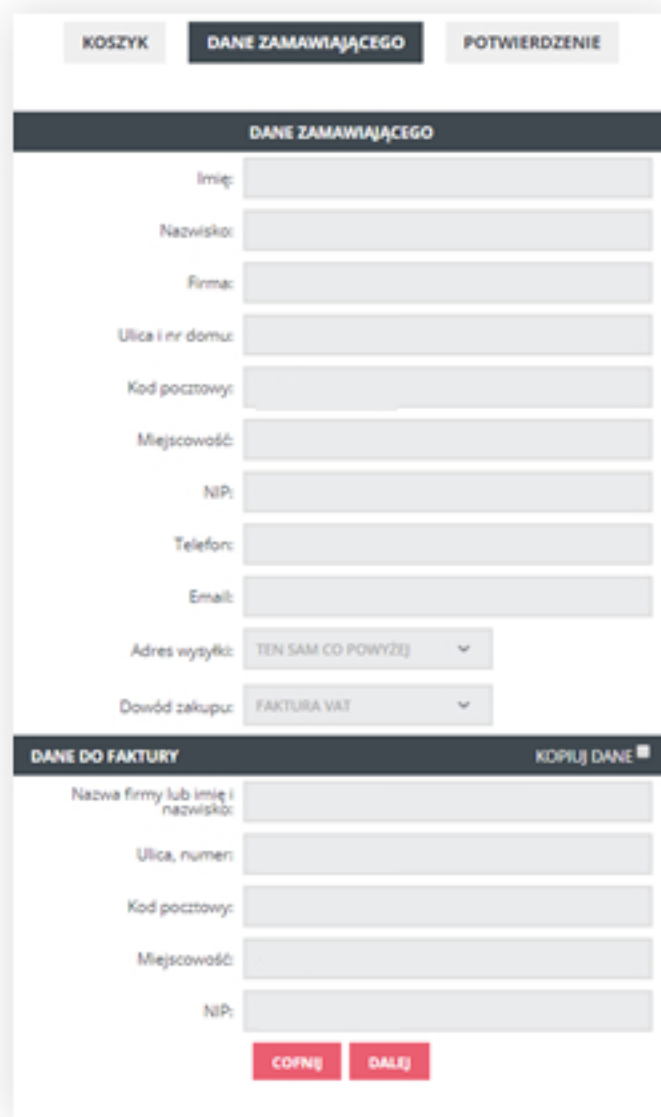 KOSZYK DANE ZAMAWIAJĄCEGO POTWIERDZENIE
DANE ZAMAWIAJĄCEGO
Imię:
Nazwisko:
Firma:
Ulica i nr domu:
Kod pocztowy:
Miejscowość:
NIP:
Telefon:
Email:
Adres wysyłki: TEN SAM CO POWYŻEJ
Dowód zakupu: FAKTURA VAT
DANE DO FAKTURY KOPIUJ DANE
Nazwa firmy lub imię i
nazwisko:
Ulica, numer:
Kod pocztowy:
Miejscowość:
NIP:
COFNIJ DALEJ